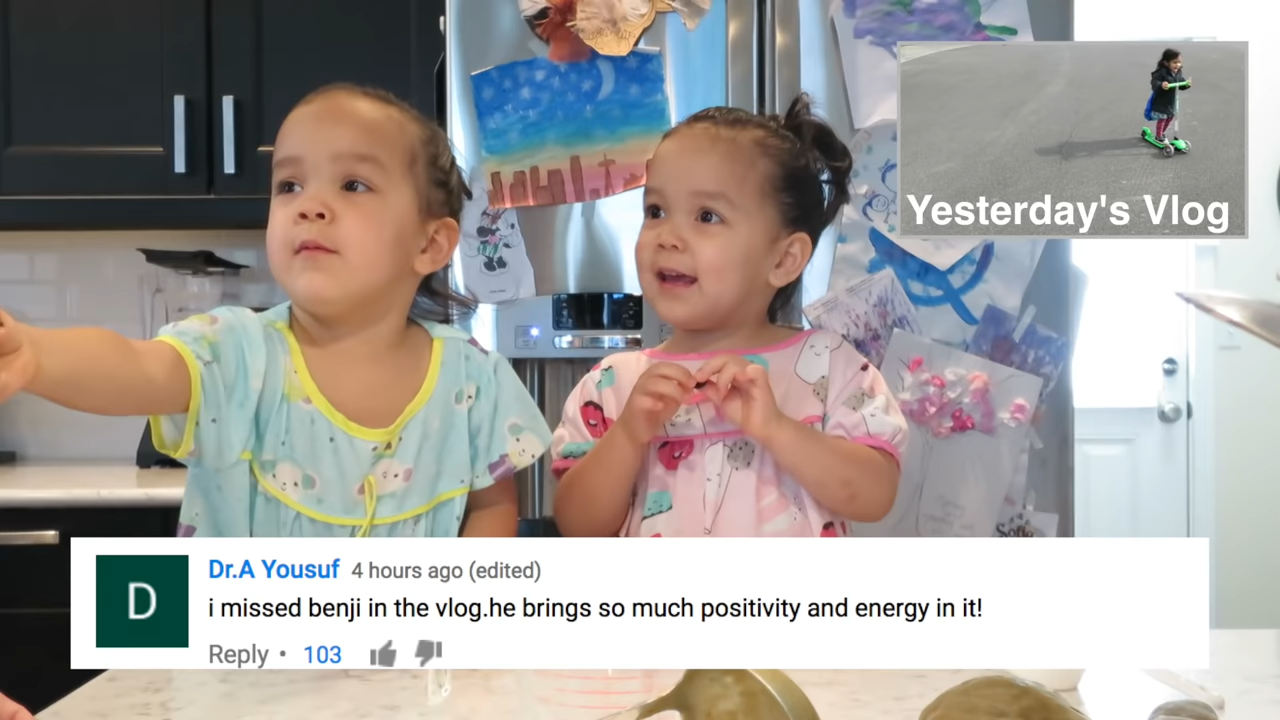 Yesterday's Vlog
Sofia
D
Dr.A Yousuf 4 hours ago (edited)
i missed benji in the vlog.he brings so much positivity and energy in it!
Reply • 103